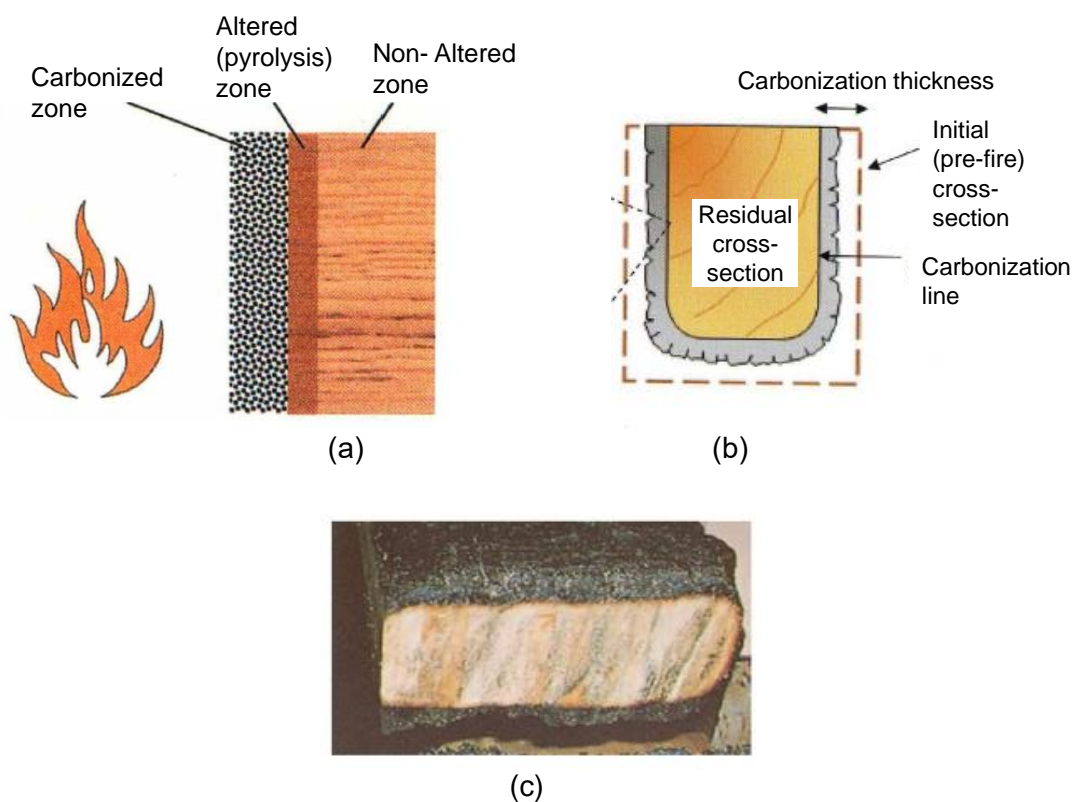 Carbonized
zone
Altered
(pyrolysis)
zone
Non- Altered
zone
Carbonization thickness
Initial
(pre-fire)
cross-
section
Residual
cross-
section
Carbonization
line
(a)
(b)
(c)